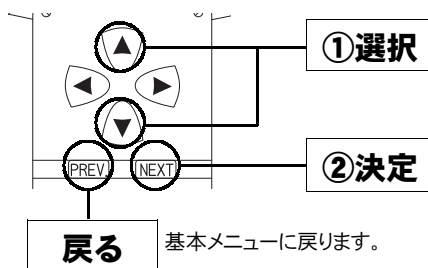 ①選択
PREV.
NEXT
②決定
戻る
基本メニューに戻ります。